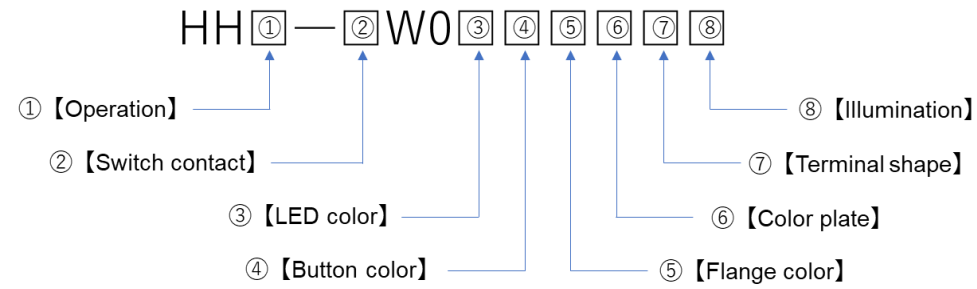 HH①—②W0③④⑤⑥⑦⑧
①【Operation】
⑧【Illumination】
②【Switch contact】
⑦【Terminal shape】
③【LED color】
⑥【Color plate】
④【Button color】
⑤【Flange color】